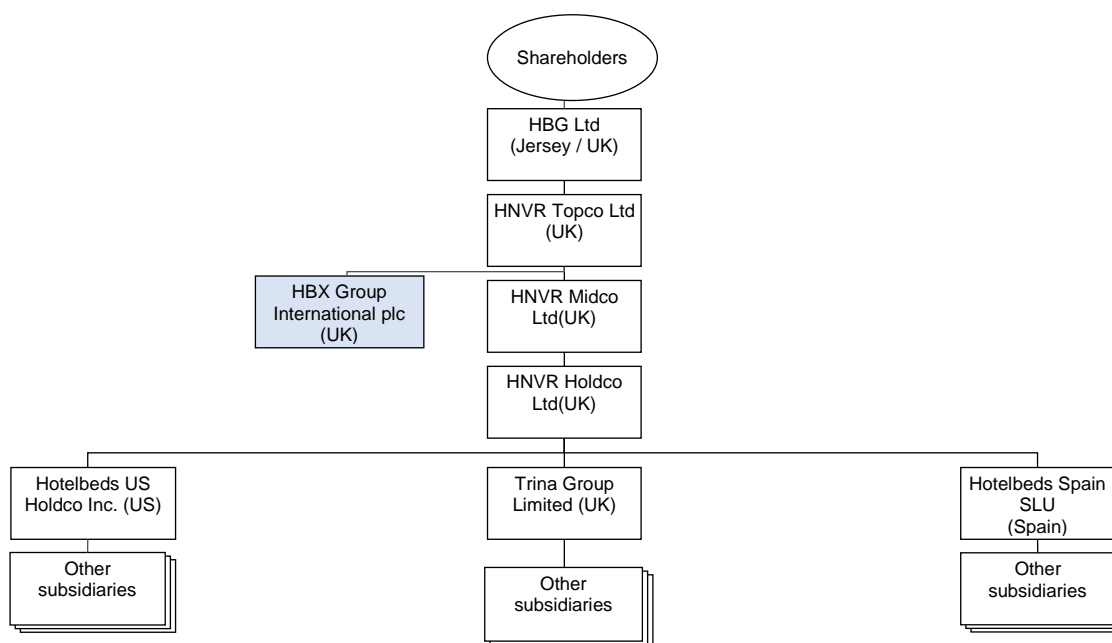 Shareholders
HBG Ltd
(Jersey / UK)
HNVR Topco Ltd
(UK)
HBX Group
International plc
(UK)
HNVR Midco
Ltd(UK)
HNVR Holdco
Ltd(UK)
Hotelbeds US
Holdco Inc. (US)
Trina Group
Limited (UK)
Hotelbeds Spain
SLU
(Spain)
Other
subsidiaries
Other
subsidiaries
Other
subsidiaries